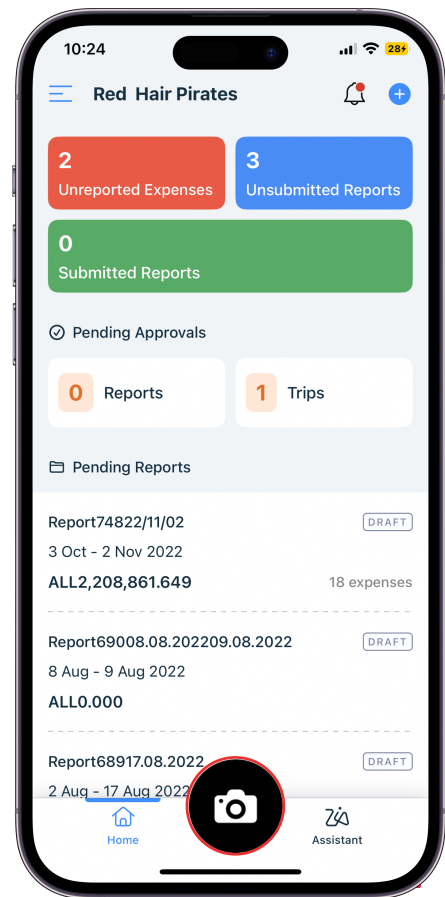 10:24
28
Red Hair Pirates
2
Unreported Expenses
3
Unsubmitted Reports
0
Submitted Reports
Pending Approvals
0 Reports
1 Trips
Pending Reports
Report74822/11/02 DRAFT
3 Oct - 2 Nov 2022
ALL2,208,861.649 18 expenses
Report69008.08.202209.08.2022 DRAFT
8 Aug - 9 Aug 2022
ALL0.000
Report68917.08.2022 DRAFT
2 Aug - 17 Aug 2022
Home
Zia
Assistant